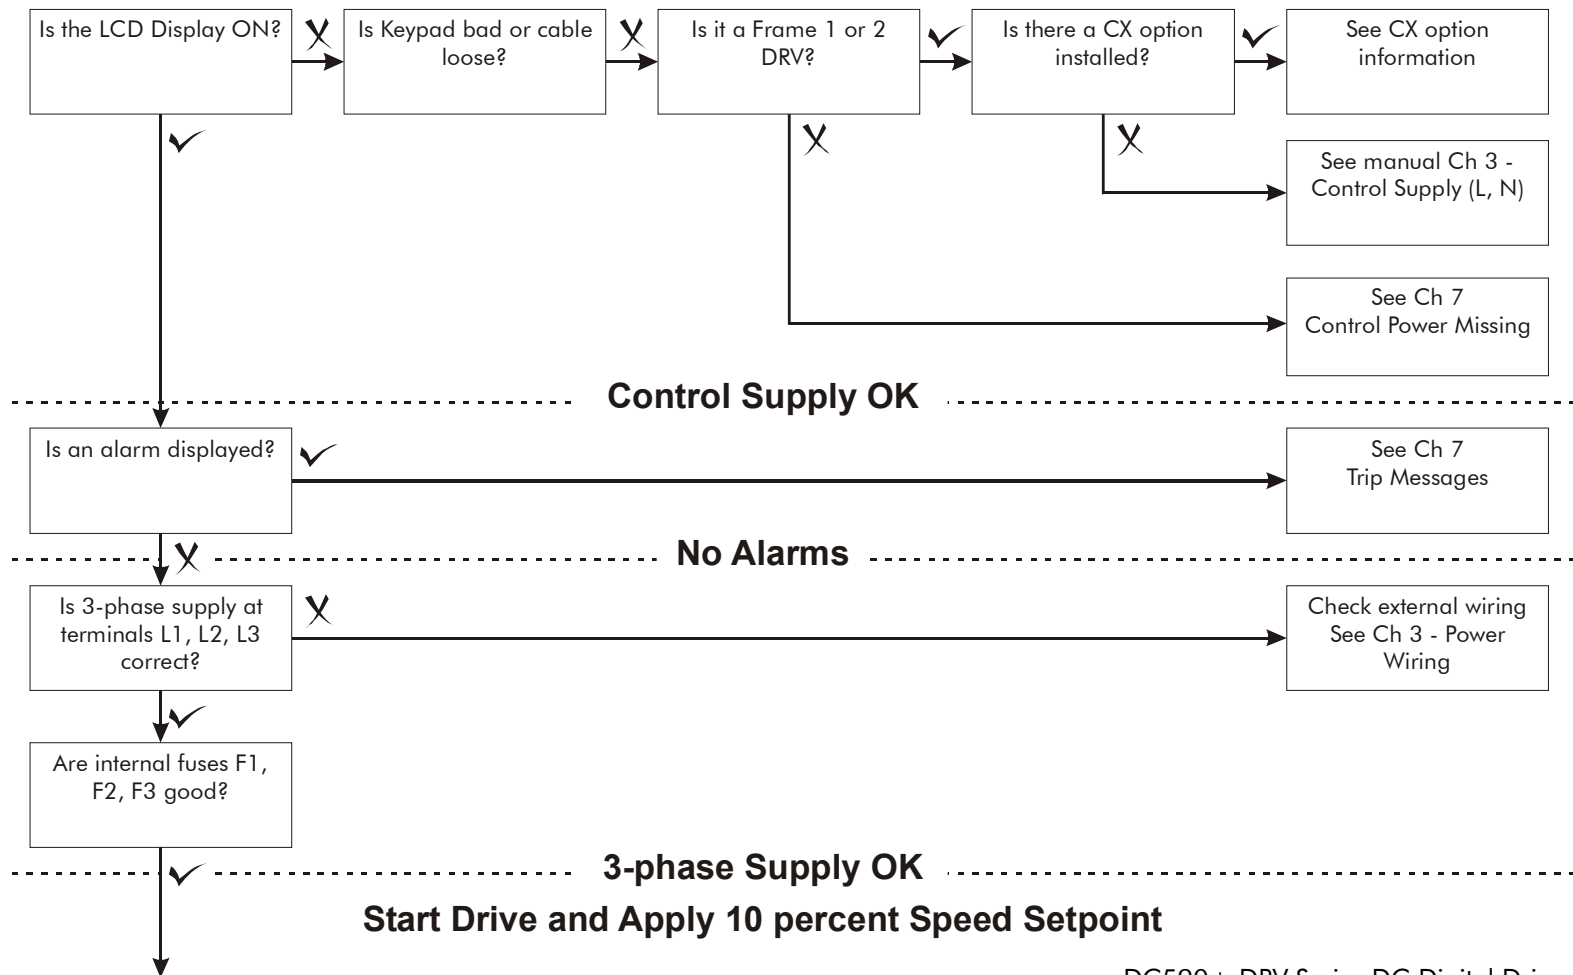 Is the LCD Display ON?
Is Keypad bad or cable
loose?
Is it a Frame 1 or 2
DRV?
Is there a CX option
installed?
See CX option
information
See manual Ch 3 -
Control Supply (L, N)
See Ch 7
Control Power Missing
Control Supply OK
Is an alarm displayed?
See Ch 7
Trip Messages
No Alarms
Is 3-phase supply at
terminals L1, L2, L3
correct?
Check external wiring
See Ch 3 - Power
Wiring
Are internal fuses F1,
F2, F3 good?
3-phase Supply OK
Start Drive and Apply 10 percent Speed Setpoint